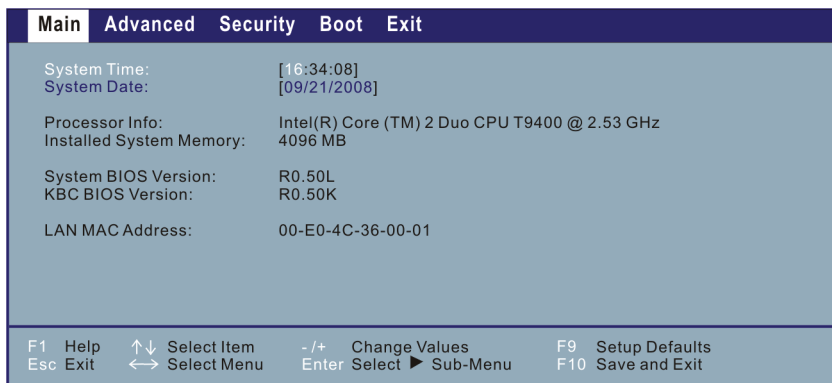 Main Advanced Security Boot Exit
System Time: [16:34:08]
System Date: [09/21/2008]
Processor Info: Intel(R) Core (TM) 2 Duo CPU T9400 @ 2.53 GHz
Installed System Memory: 4096 MB
System BIOS Version: R0.50L
KBC BIOS Version: R0.50K
LAN MAC Address: 00-E0-4C-36-00-01
F1 Help ↑↓ Select Item - /+ Change Values F9 Setup Defaults
Esc Exit ↔ Select Menu Enter Select ▶ Sub-Menu F10 Save and Exit